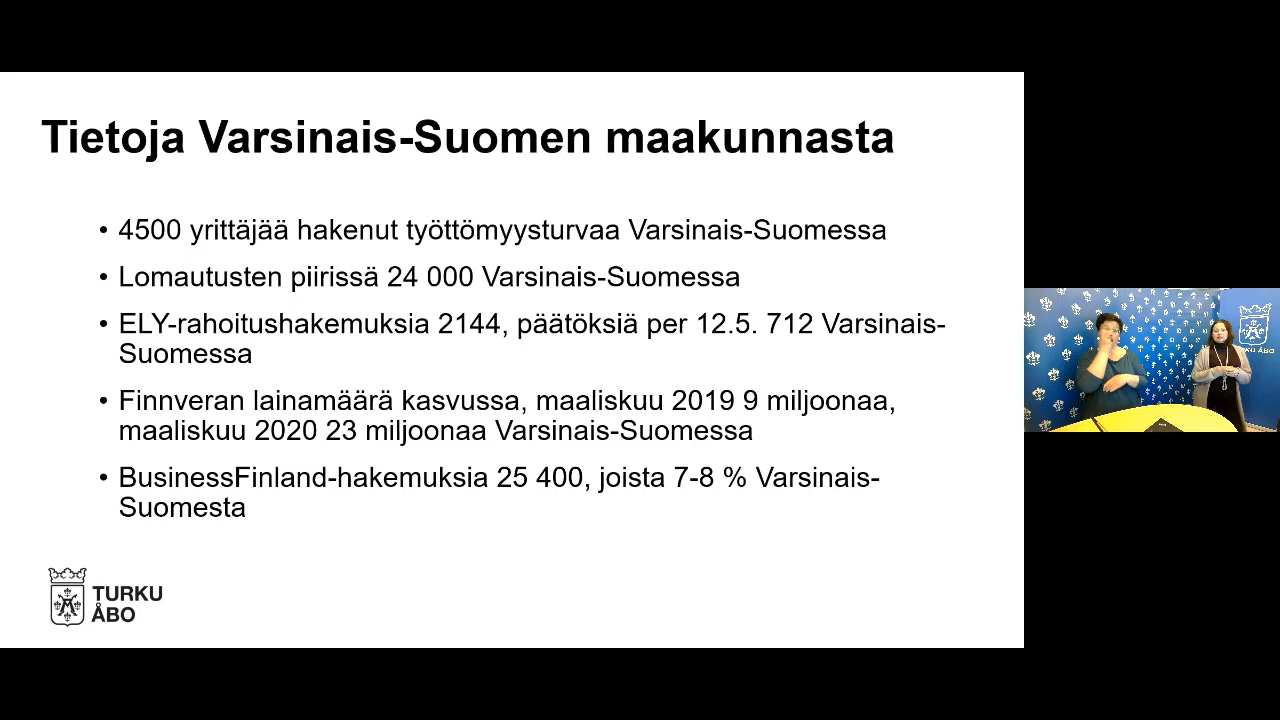 Tietoja Varsinais-Suomen maakunnasta
• 4500 yrittäjää hakenut työttömyysturvaa Varsinais-Suomessa
• Lomautusten piirissä 24 000 Varsinais-Suomessa
• ELY-rahoitushakemuksia 2144, päätöksiä per 12.5. 712 Varsinais-
Suomessa
• Finnveran lainamäärä kasvussa, maaliskuu 2019 9 miljoonaa,
maaliskuu 2020 23 miljoonaa Varsinais-Suomessa
• BusinessFinland-hakemuksia 25 400, joista 7-8 % Varsinais-
Suomesta
TURKU
ÅBO